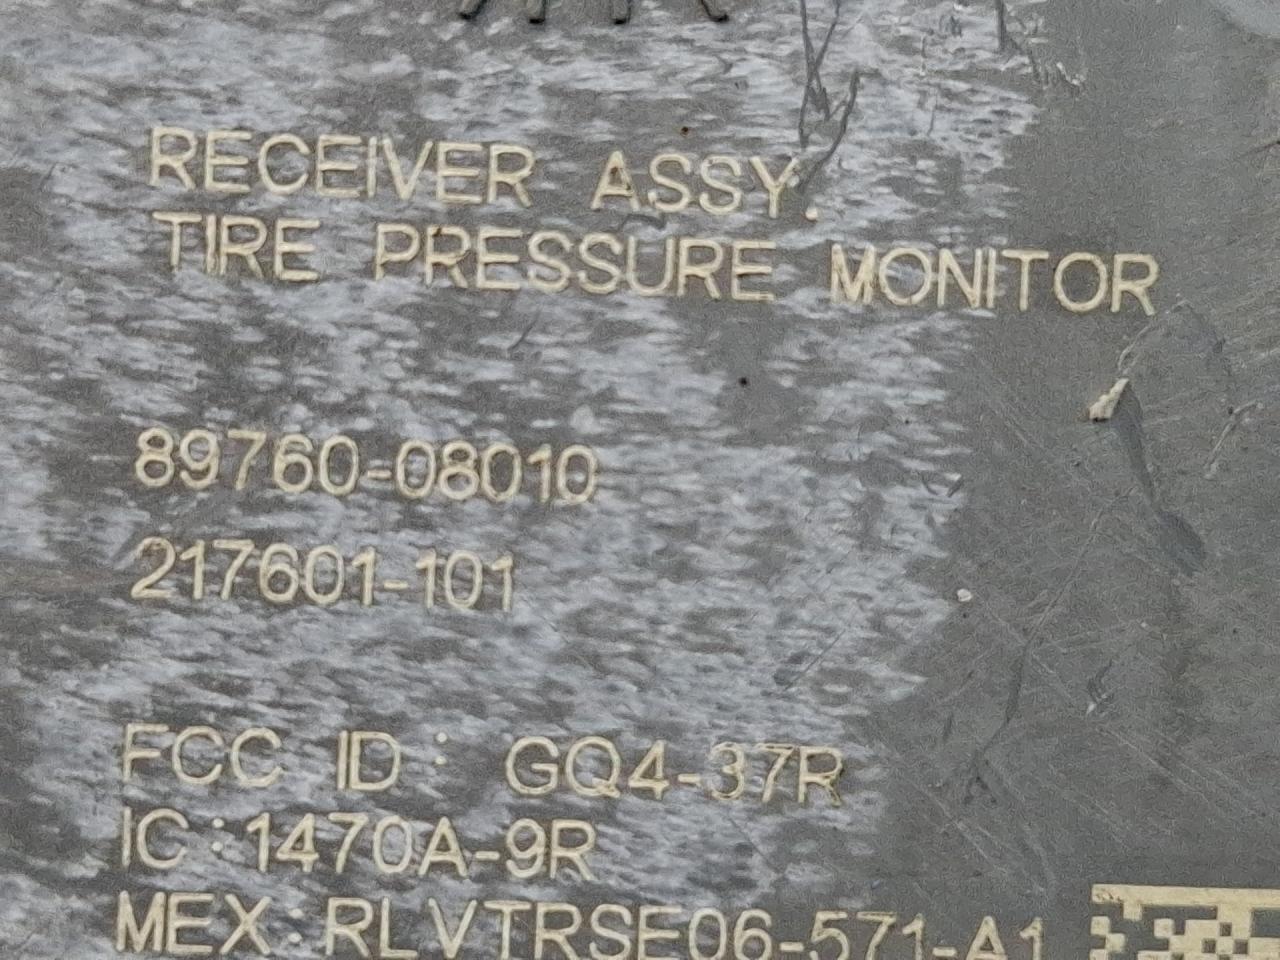 RECEIVER ASSY.
TIRE PRESSURE MONITOR
89760-08010
217601-101
FCC ID: GQ4-37R
IC:1470A-9R
MEX:RLVTRSE06-571-A1